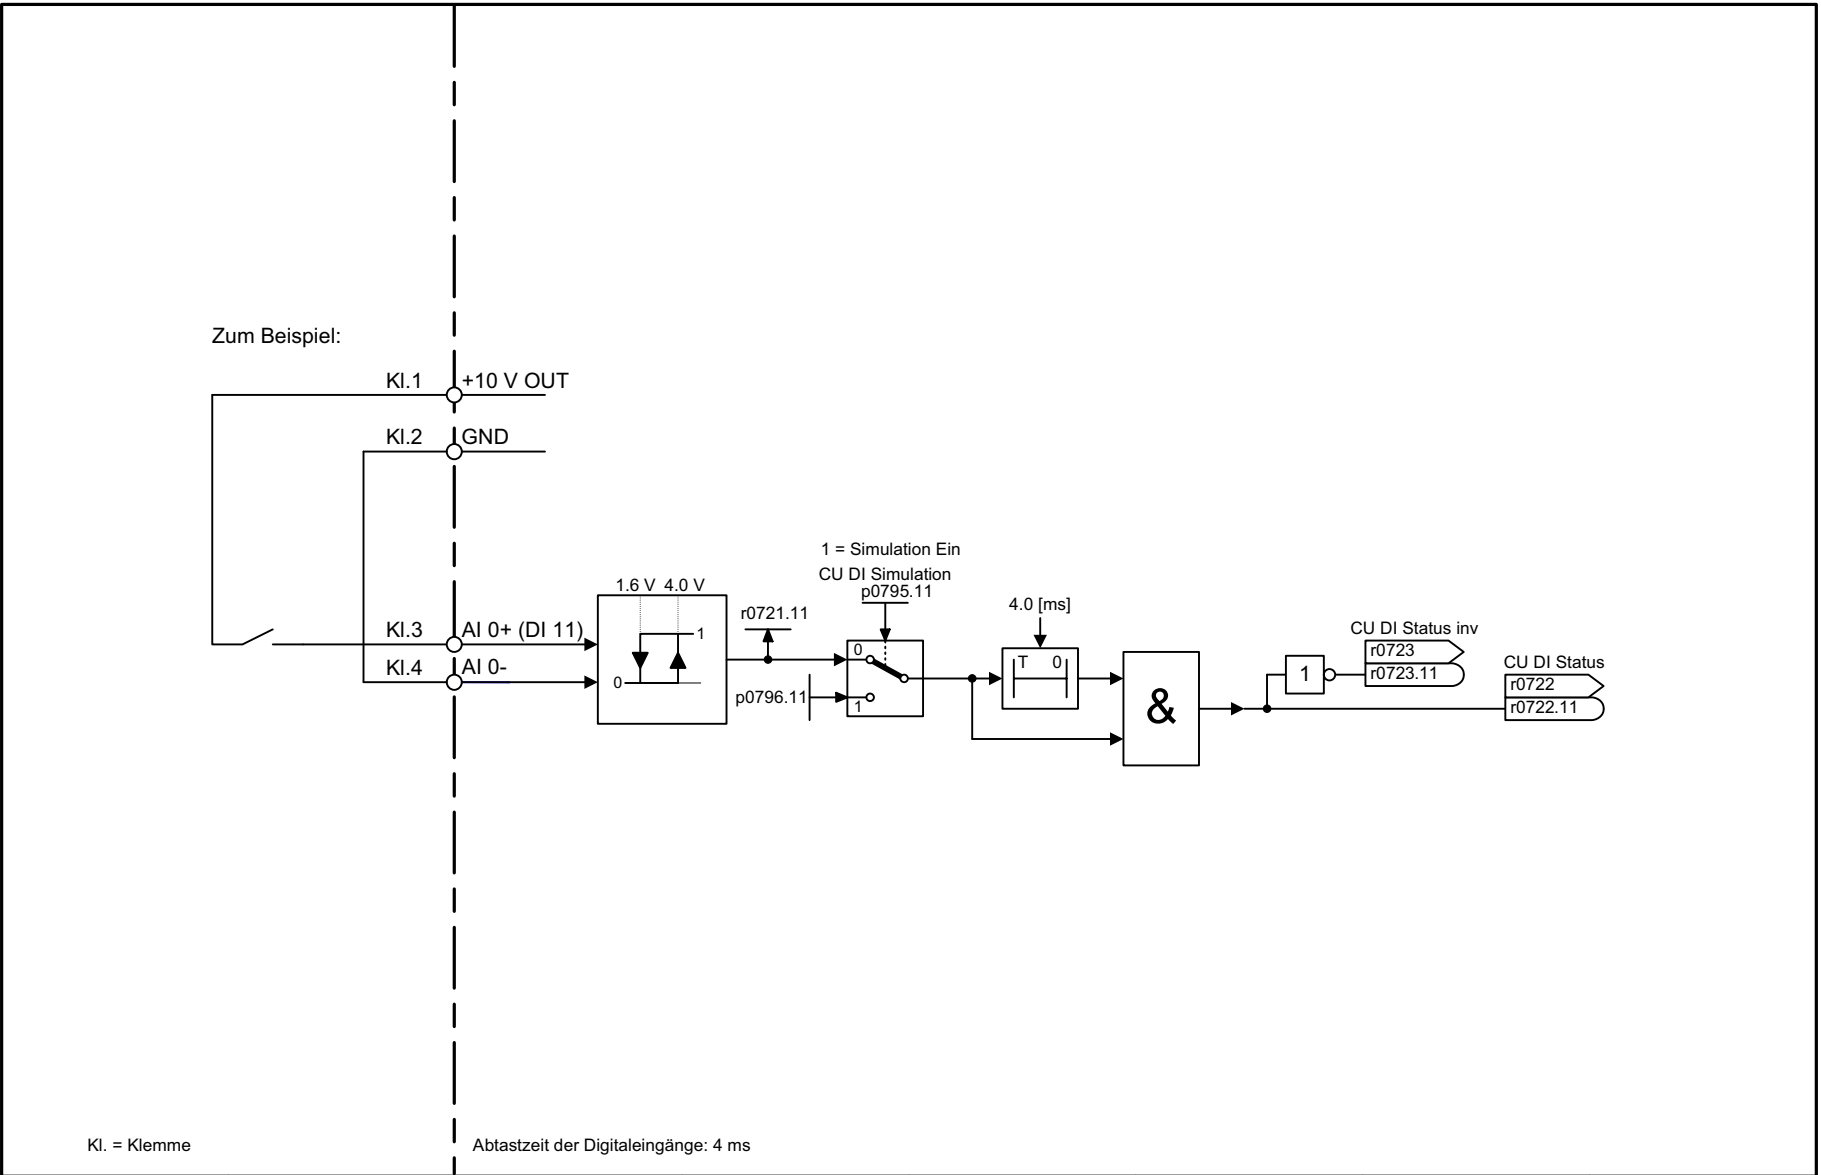 Zum Beispiel:
Kl.1 +10 V OUT
Kl.2 GND
1 = Simulation Ein
CU DI Simulation
p0795.11
1.6 V 4.0 V
r0721.11
4.0 [ms]
Kl.3 AI 0+ (DI 11)
1
0
T 0
CU DI Status inv
r0723
r0723.11
Kl.4 AI 0-
0
p0796.11
1
&
1
CU DI Status
r0722
r0722.11
Kl. = Klemme
Abtastzeit der Digitaleingänge: 4 ms